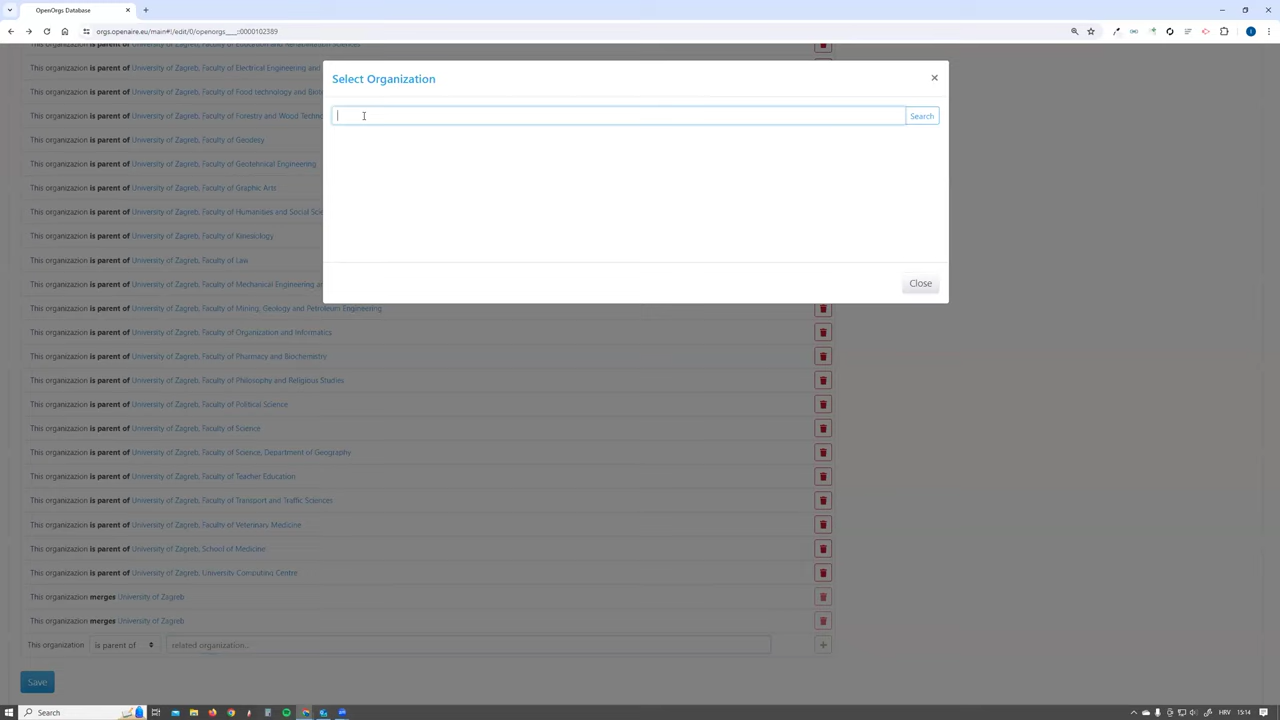 OpenOrgs Database
orgs.openaire.eu/main#!/edit/0/openorgs____::0000102389
This organization is parent of University of Zagreb, Faculty of Education and Rehabilitation Sciences
Select Organization
×
This organization is parent of University of Zagreb, Faculty of Electrical Engineering and
This organization is parent of University of Zagreb, Faculty of Food technology and Biot
Search
This organization is parent of University of Zagreb, Faculty of Forestry and Wood Techno
This organization is parent of University of Zagreb, Faculty of Geodesy
This organization is parent of University of Zagreb, Faculty of Geotehnical Engineering
This organization is parent of University of Zagreb, Faculty of Graphic Arts
This organization is parent of University of Zagreb, Faculty of Humanities and Social Scie
This organization is parent of University of Zagreb, Faculty of Kinesiology
This organization is parent of University of Zagreb, Faculty of Law
This organization is parent of University of Zagreb, Faculty of Mechanical Engineering an
Close
This organization is parent of University of Zagreb, Faculty of Mining, Geology and Petroleum Engineering
This organization is parent of University of Zagreb, Faculty of Organization and Informatics
This organization is parent of University of Zagreb, Faculty of Pharmacy and Biochemistry
This organization is parent of University of Zagreb, Faculty of Philosophy and Religious Studies
This organization is parent of University of Zagreb, Faculty of Political Science
This organization is parent of University of Zagreb, Faculty of Science
This organization is parent of University of Zagreb, Faculty of Science, Department of Geography
This organization is parent of University of Zagreb, Faculty of Teacher Education
This organization is parent of University of Zagreb, Faculty of Transport and Traffic Sciences
This organization is parent of University of Zagreb, Faculty of Veterinary Medicine
This organization is parent of University of Zagreb, School of Medicine
This organization is parent of University of Zagreb, University Computing Centre
This organization merges University of Zagreb
This organization merges University of Zagreb
This organization is parent of related organization...
Save
Search
HRV 15:14